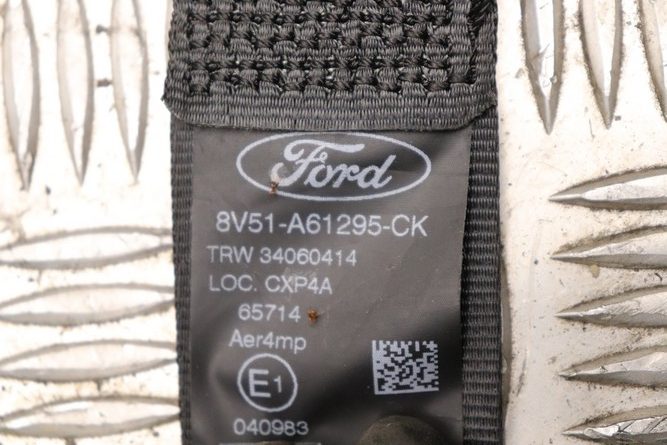 Ford
8V51-A61295-CK
TRW 34060414
LOC. CXP4A
65714
Aer4mp
E1
040983